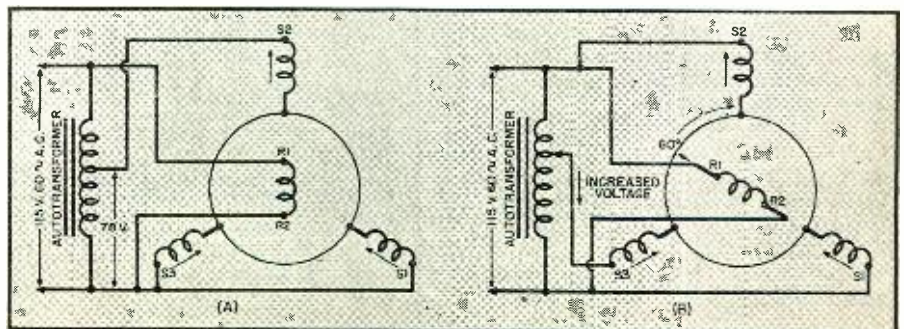 S2
115 V. 60 ~ A.C.
AUTOTRANSFORMER
78 V.
R1
R2
S3
S1
(A)
S2
115 V. 60 ~ A.C.
AUTOTRANSFORMER
60°
R1
R2
INCREASED
VOLTAGE
S3
S1
(B)